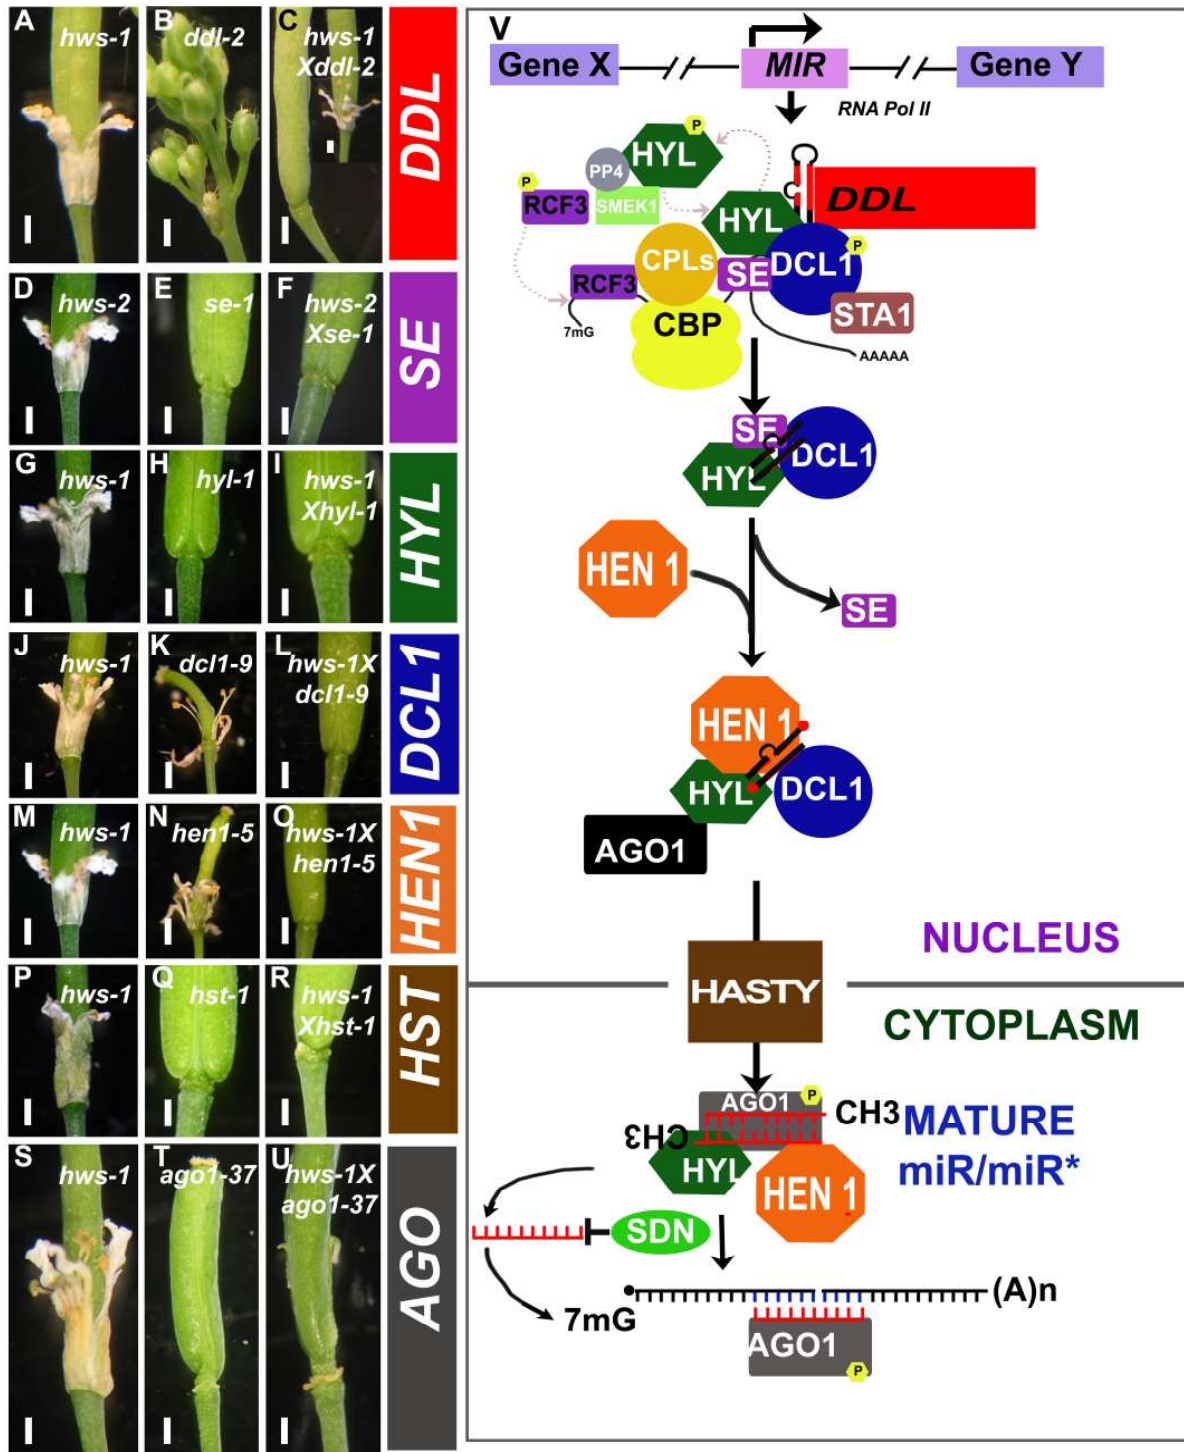 A
hws-1
B
ddl-2
C
hws-1
Xddl-2
DDL
D
hws-2
E
se-1
F
hws-2
Xse-1
SE
G
hws-1
H
hyl-1
I
hws-1
Xhyl-1
HYL
J
hws-1
K
dcl1-9
L
hws-1X
dcl1-9
DCL1
M
hws-1
N
hen1-5
O
hws-1X
hen1-5
HEN1
P
hws-1
Q
hst-1
R
hws-1
Xhst-1
HST
S
hws-1
T
ago1-37
U
hws-1X
ago1-37
AGO
V
Gene X
MIR
Gene Y
RNA Pol II
P
HYL
PP4
P
RCF3
SMEK1
HYL
DDL
CPLs
SE
DCL1
P
RCF3
STA1
7mG
CBP
AAAAA
SE
HYL
DCL1
HEN 1
SE
HEN 1
HYL
DCL1
AGO1
NUCLEUS
HASTY
CYTOPLASM
AGO1
P
CH3
CH3
MATURE
miR/miR*
HYL
HEN 1
SDN
(A)n
7mG
AGO1
P